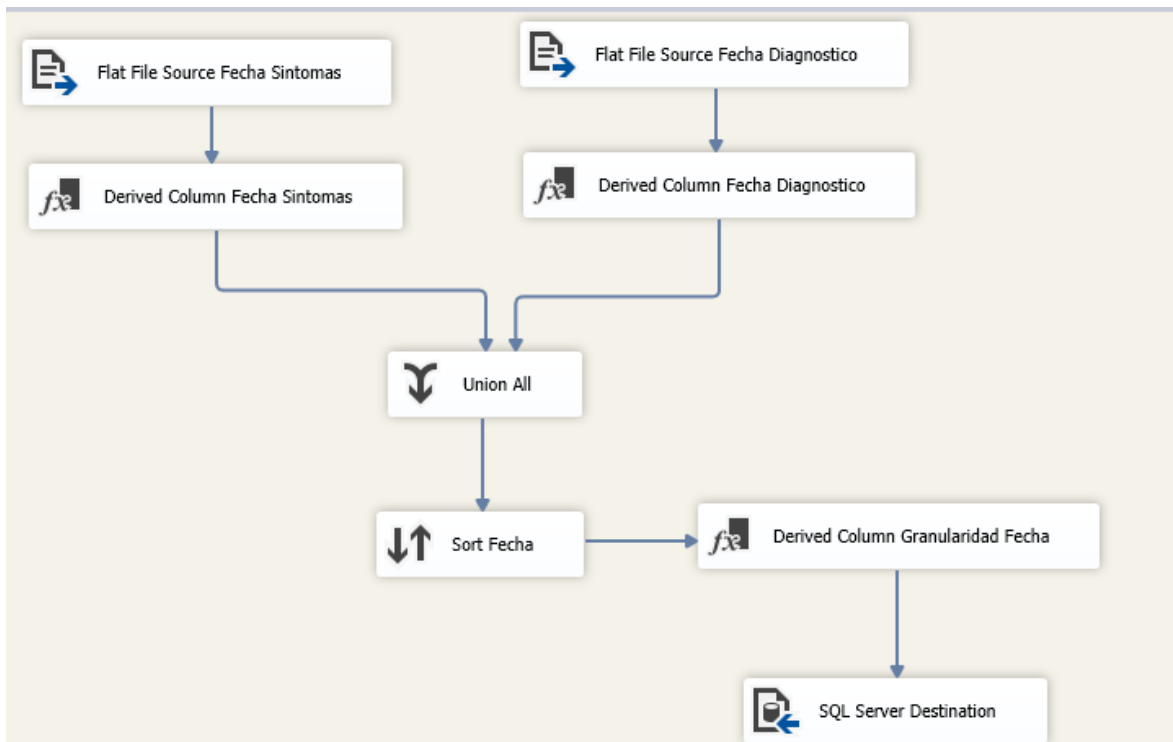 Flat File Source Fecha Sintomas
Flat File Source Fecha Diagnostico
Derived Column Fecha Sintomas
Derived Column Fecha Diagnostico
Union All
Sort Fecha
Derived Column Granularidad Fecha
SQL Server Destination